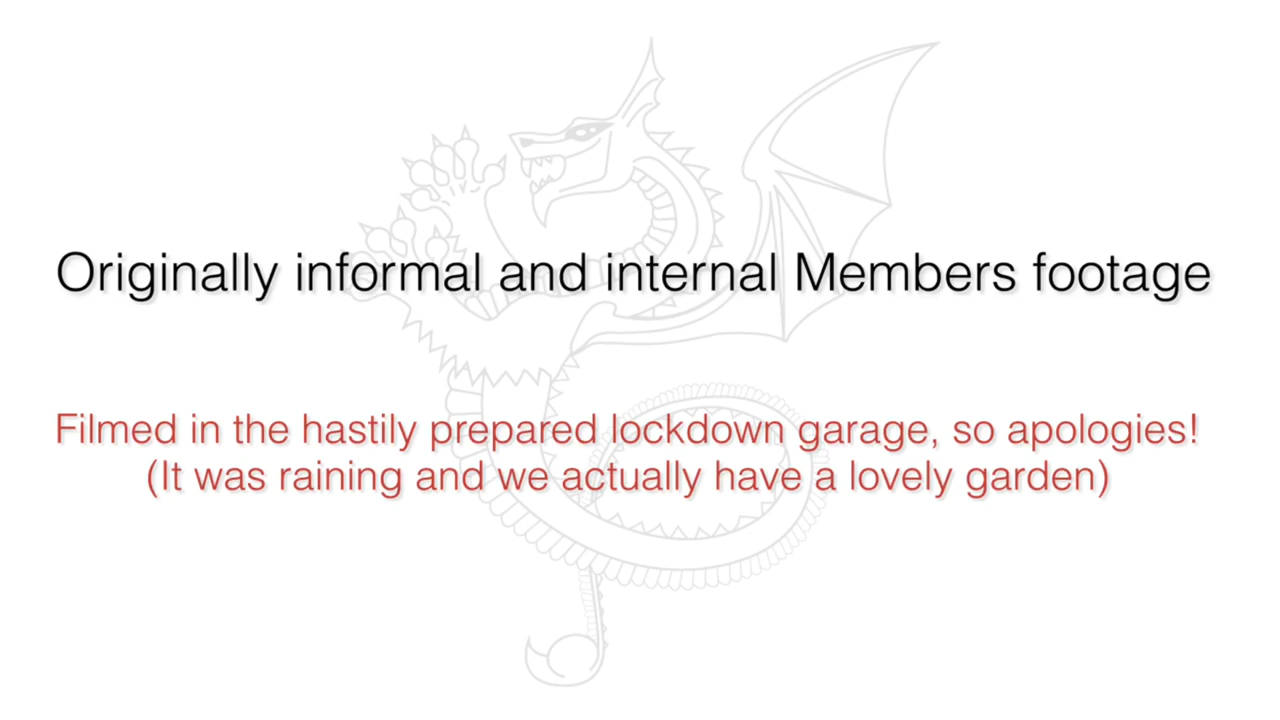 Originally informal and internal Members footage
Filmed in the hastily prepared lockdown garage, so apologies!
(It was raining and we actually have a lovely garden)